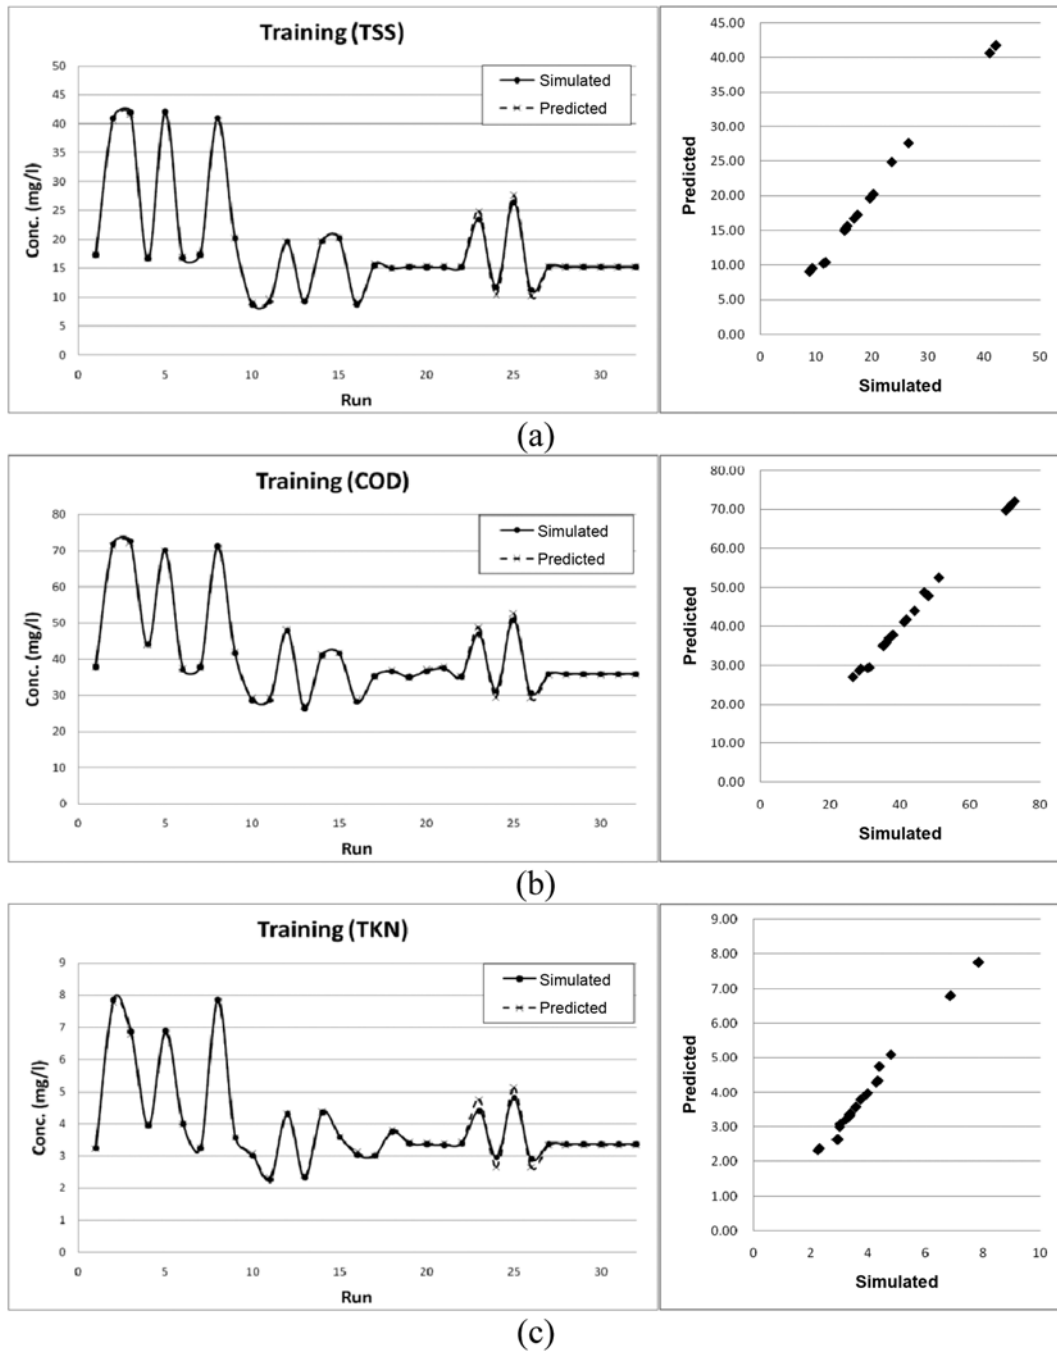 Training (TSS)
Conc. (mg/l)
50
45
40
35
30
25
20
15
10
5
0
Simulated
Predicted
0 5 10 15 20 25 30
Run
Predicted
45.00
40.00
35.00
30.00
25.00
20.00
15.00
10.00
5.00
0.00
0 10 20 30 40 50
Simulated
(a)
Training (COD)
Conc. (mg/l)
80
70
60
50
40
30
20
10
0
Simulated
Predicted
0 5 10 15 20 25 30
Run
Predicted
80.00
70.00
60.00
50.00
40.00
30.00
20.00
10.00
0.00
0 20 40 60 80
Simulated
(b)
Training (TKN)
Conc. (mg/l)
9
8
7
6
5
4
3
2
1
0
Simulated
Predicted
0 5 10 15 20 25 30
Run
Predicted
9.00
8.00
7.00
6.00
5.00
4.00
3.00
2.00
1.00
0.00
0 2 4 6 8 10
Simulated
(c)